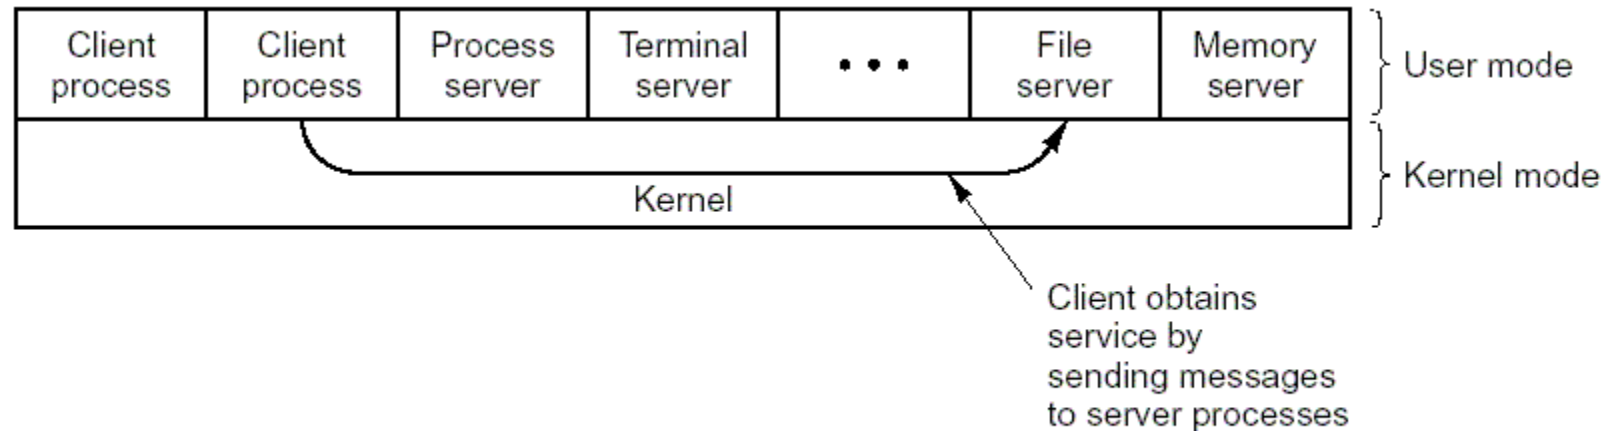 Client
process
Client
process
Process
server
Terminal
server
• • •
File
server
Memory
server
User mode
Kernel
Kernel mode
Client obtains
service by
sending messages
to server processes